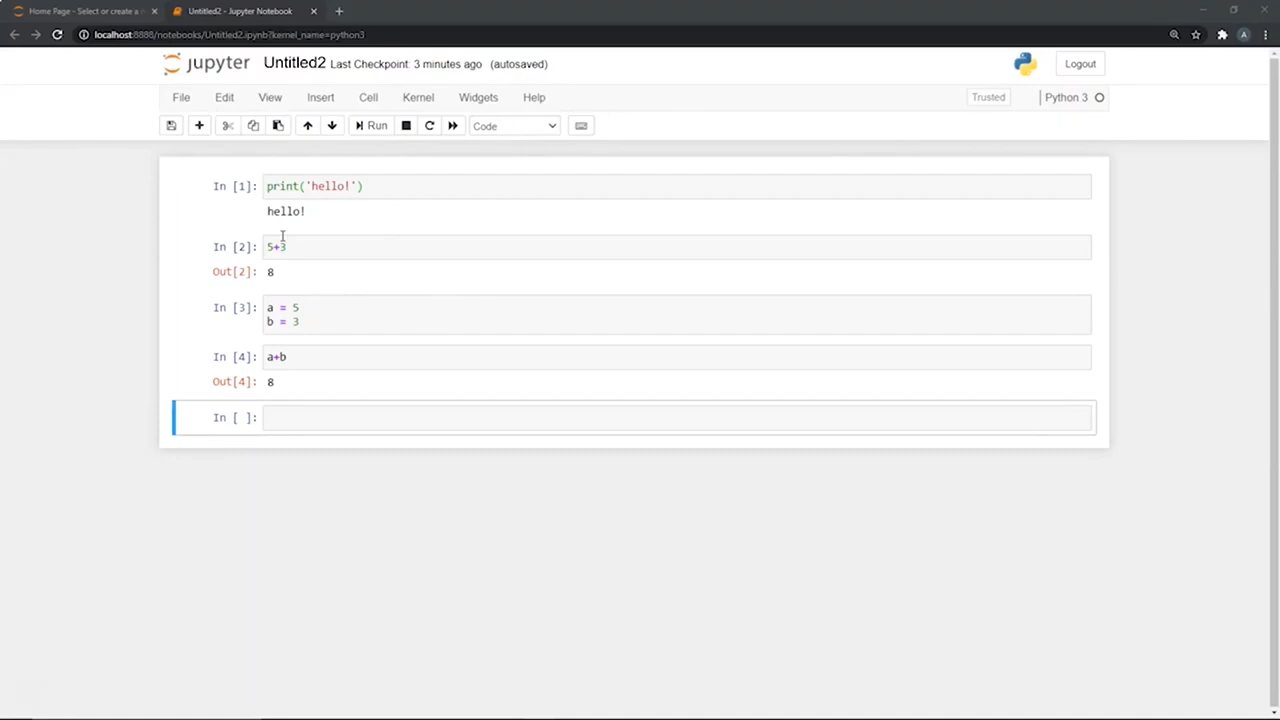 Home Page - Select or create a n
Untitled2 - Jupyter Notebook
localhost:8888/notebooks/Untitled2.ipynb?kernel_name=python3
A
jupyter Untitled2 Last Checkpoint: 3 minutes ago (autosaved)
Logout
File Edit View Insert Cell Kernel Widgets Help
Trusted
Python 3
Run
Code
In [1]: print('hello!')
hello!
In [2]: 5+3
Out[2]: 8
In [3]: a = 5
b = 3
In [4]: a+b
Out[4]: 8
In [ ]: